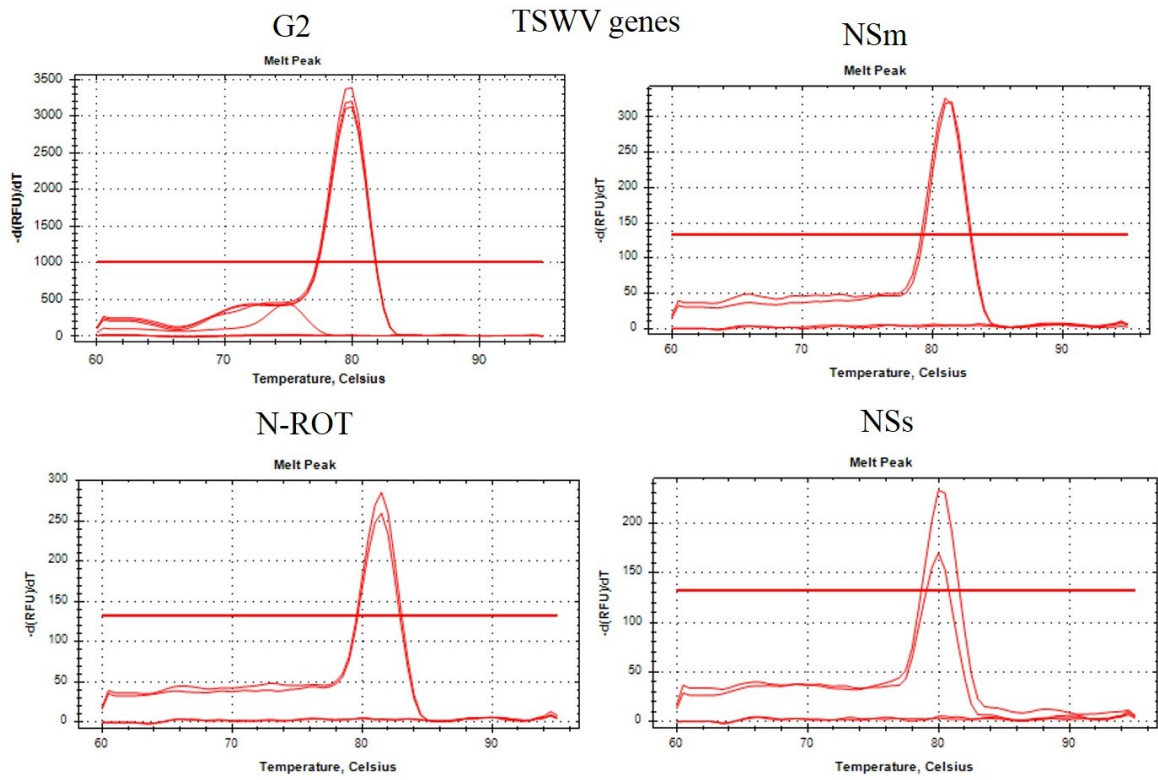 TSWV genes
G2
NSm
Melt Peak
Melt Peak
3500
3000
2500
2000
1500
1000
500
0
-d(RFU)/dT
60
70
80
90
Temperature, Celsius
300
250
200
150
100
50
0
-d(RFU)/dT
60
70
80
90
Temperature, Celsius
N-ROT
NSs
Melt Peak
Melt Peak
300
250
200
150
100
50
0
-d(RFU)/dT
60
70
80
90
Temperature, Celsius
200
150
100
50
0
-d(RFU)/dT
60
70
80
90
Temperature, Celsius